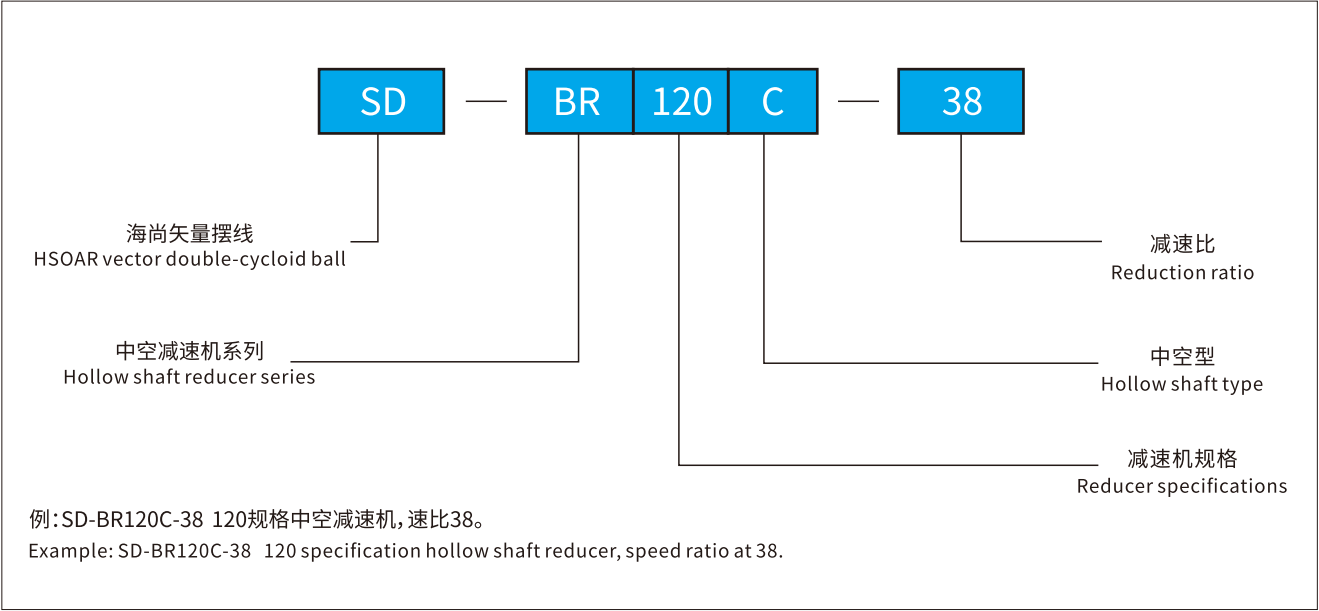 SD — BR 120 C — 38
海尚矢量摆线
HSOAR vector double-cycloid ball
减速比
Reduction ratio
中空减速机系列
Hollow shaft reducer series
中空型
Hollow shaft type
减速机规格
Reducer specifications
例：SD-BR120C-38 120规格中空减速机，速比38。
Example: SD-BR120C-38 120 specification hollow shaft reducer, speed ratio at 38.